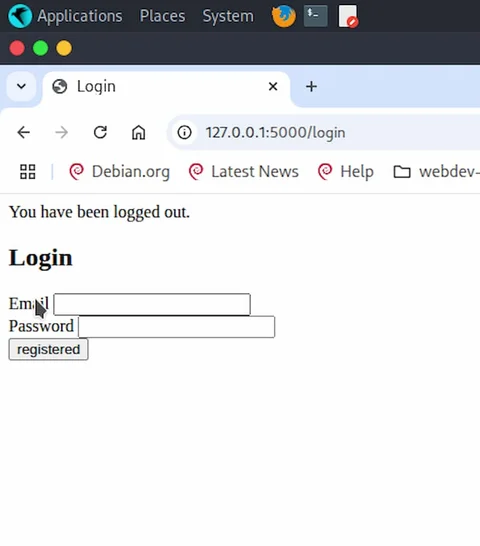 Applications Places System
Login
127.0.0.1:5000/login
Debian.org Latest News Help webdev-
You have been logged out.
Login
Email
Password
registered